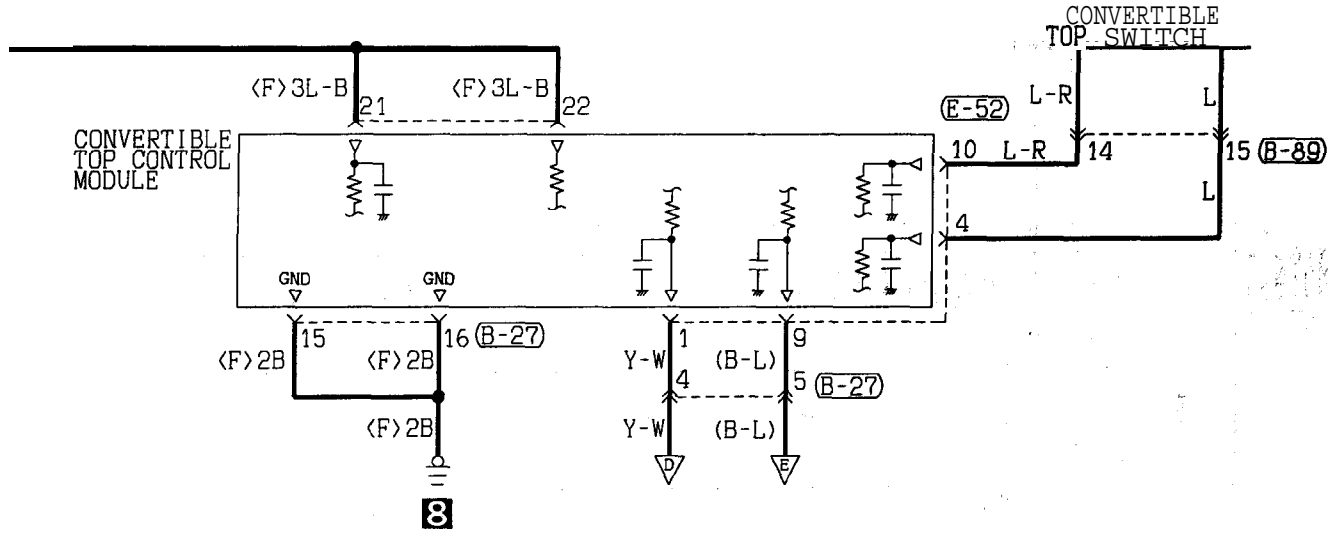 CONVERTIBLE
TOP SWITCH
<F>3L-B
<F>3L-B
L-R
L
21
22
(E-52)
CONVERTIBLE
TOP CONTROL
MODULE
10
L-R
14
15
(B-89)
L
4
GND
GND
15
16
(B-27)
1
9
<F>2B
<F>2B
Y-W
(B-L)
4
5
(B-27)
<F>2B
Y-W
(B-L)
D
E
8